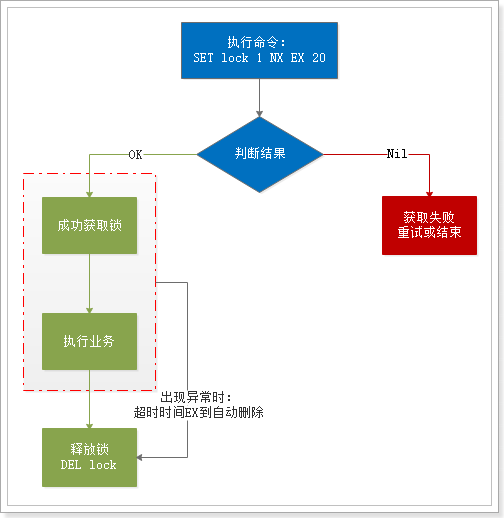 执行命令:
SET lock 1 NX EX 20
判断结果
OK
Nil
成功获取锁
获取失败
重试或结束
执行业务
出现异常时:
超时时间EX到自动删除
释放锁
DEL lock